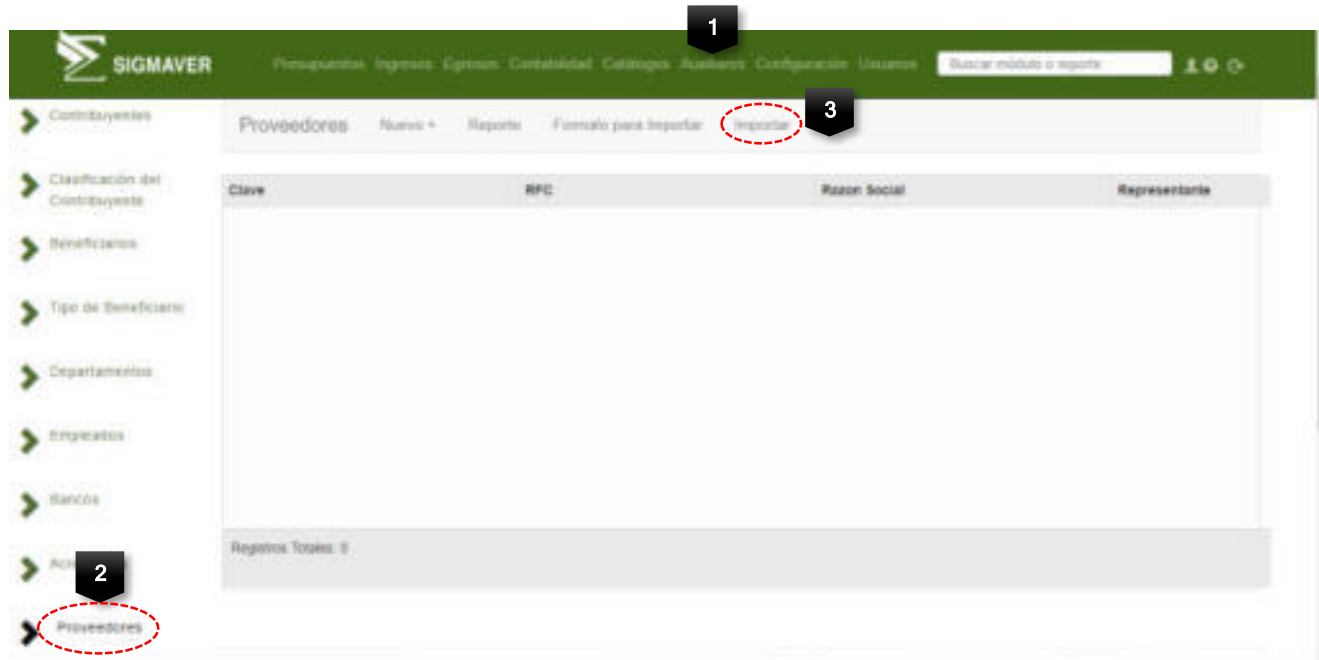 1
SIGMAVER
Presupuestos Ingresos Egresos Contabilidad Catálogos Auxiliares Configuración Usuarios
Buscar módulo o reporte
Contribuyentes
Proveedores Nuevo + Reporte Formato para Importar Importar
3
Clasificación del
Contribuyente
Clave RFC Razon Social Representante
Beneficiarios
Tipo de Beneficiario
Departamentos
Empleados
Bancos
Registros Totales: 0
2
Proveedores